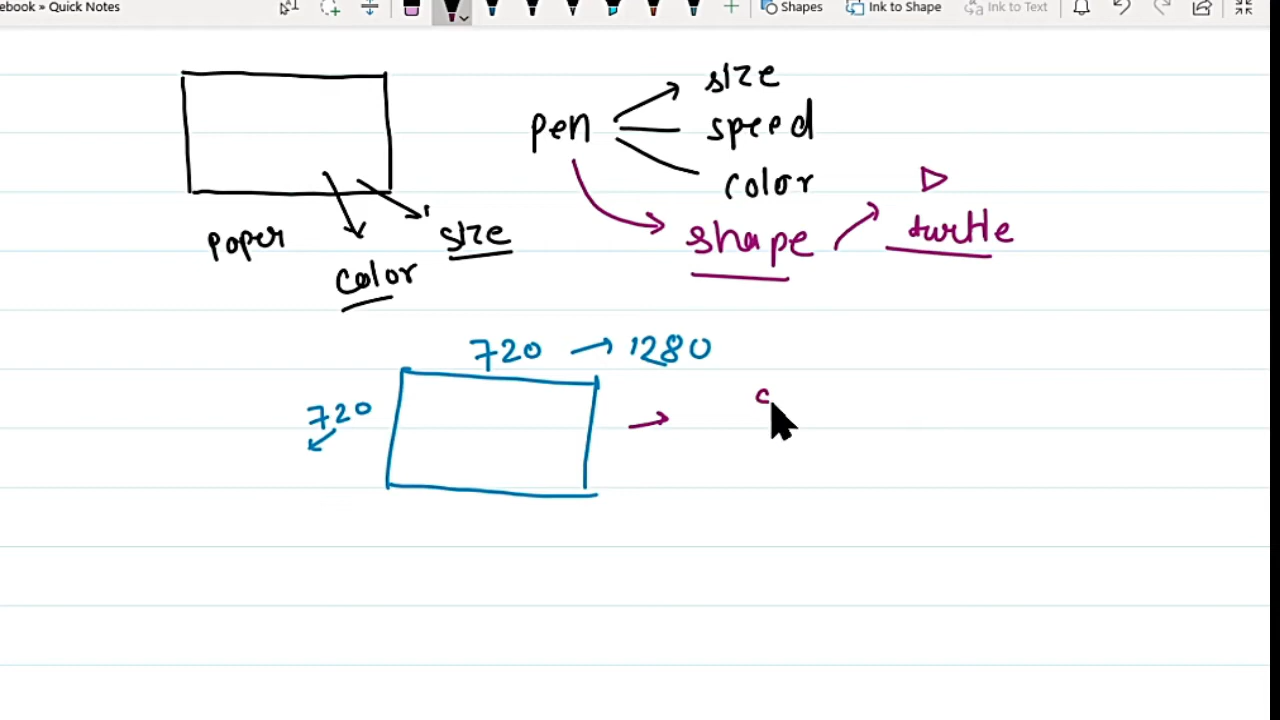 ebook » Quick Notes
Shapes
Ink to Shape
Ink to Text
size
pen
speed
color
paper
size
color
shape
turtle
720 → 1280
720
c